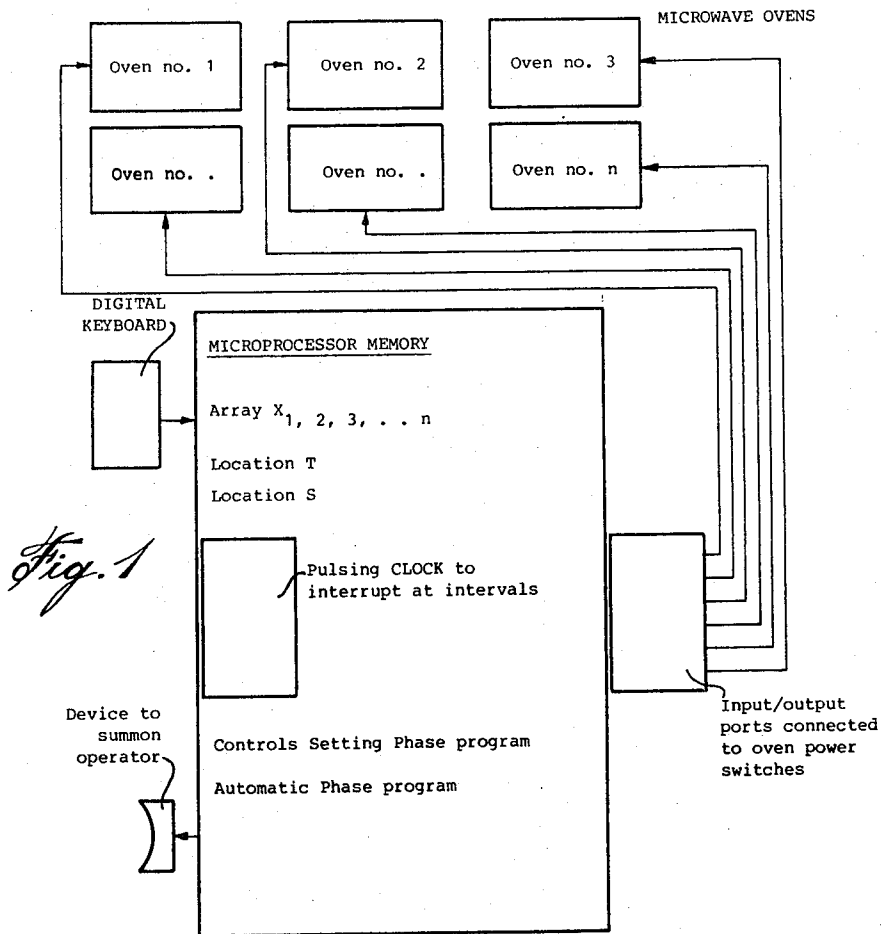 MICROWAVE OVENS
Oven no. 1
Oven no. 2
Oven no. 3
Oven no. .
Oven no. .
Oven no. n
DIGITAL
KEYBOARD
MICROPROCESSOR MEMORY
Array X1, 2, 3, . . n
Location T
Location S
Fig. 1
Pulsing CLOCK to
interrupt at intervals
Device to
summon
operator
Controls Setting Phase program
Automatic Phase program
Input/output
ports connected
to oven power
switches